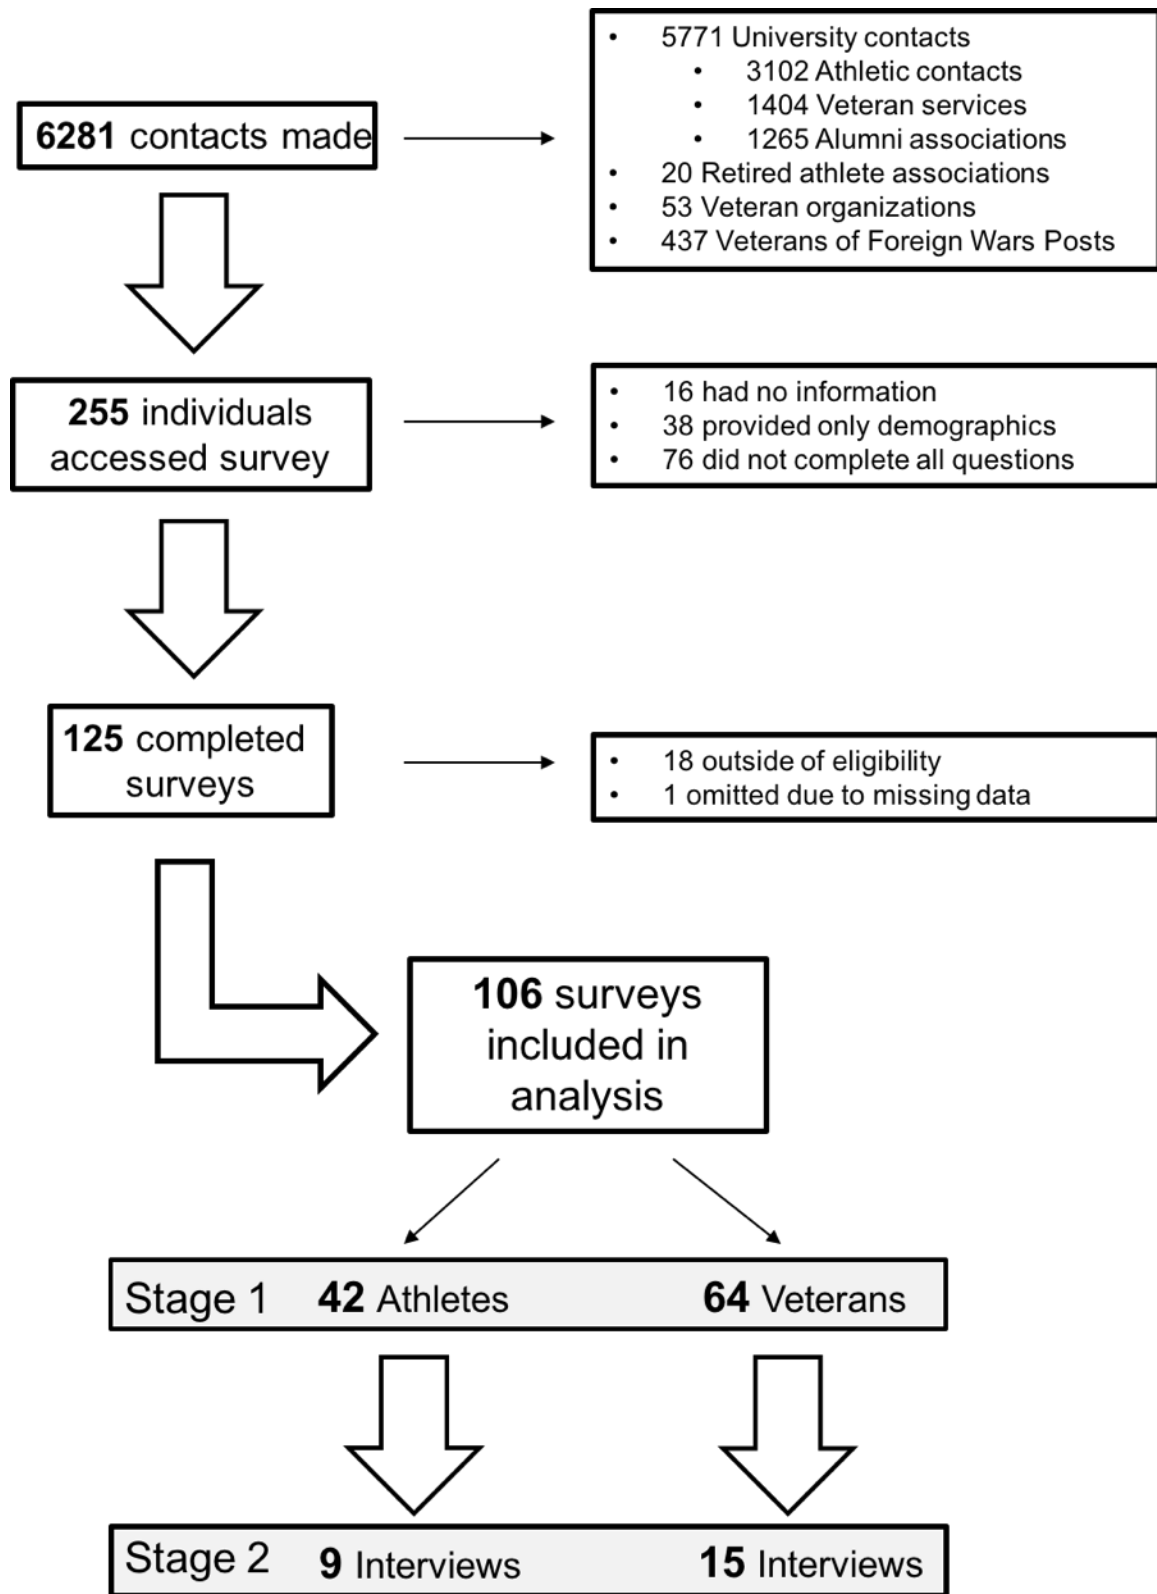 6281 contacts made
• 5771 University contacts
• 3102 Athletic contacts
• 1404 Veteran services
• 1265 Alumni associations
• 20 Retired athlete associations
• 53 Veteran organizations
• 437 Veterans of Foreign Wars Posts
255 individuals
accessed survey
• 16 had no information
• 38 provided only demographics
• 76 did not complete all questions
125 completed
surveys
• 18 outside of eligibility
• 1 omitted due to missing data
106 surveys
included in
analysis
Stage 1 42 Athletes 64 Veterans
Stage 2 9 Interviews 15 Interviews